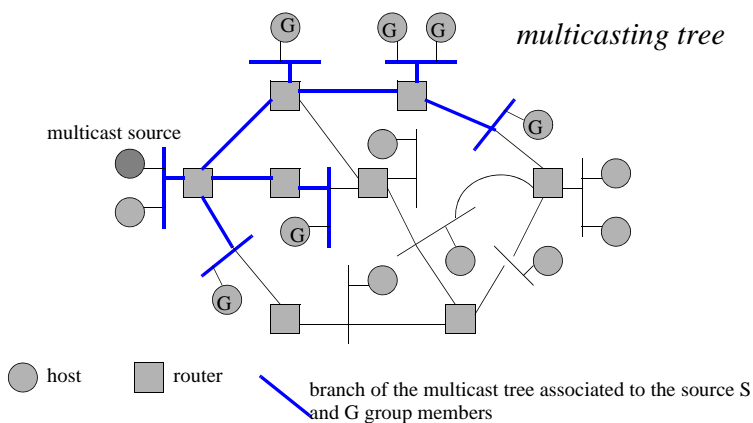 G
G
G
multicasting tree
G
multicast source
G
G
host
router
branch of the multicast tree associated to the source S
and G group members